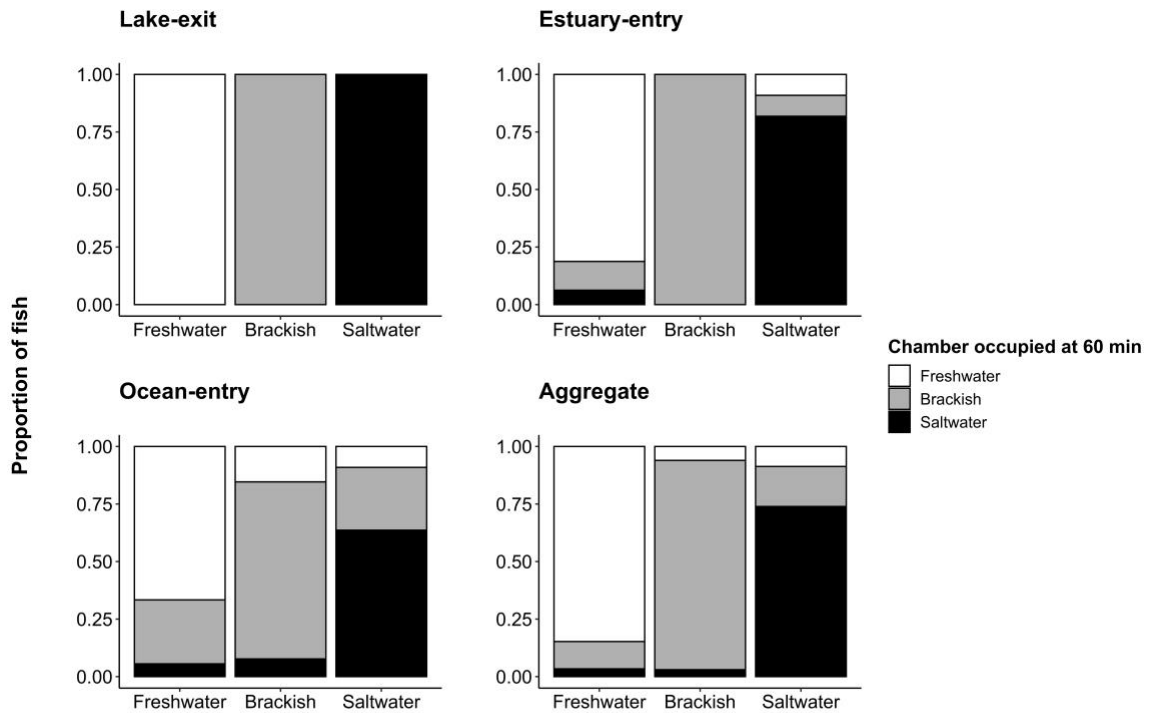 Lake-exit
1.00
0.75
0.50
0.25
0.00
Freshwater Brackish Saltwater
Estuary-entry
1.00
0.75
0.50
0.25
0.00
Freshwater Brackish Saltwater
Proportion of fish
Ocean-entry
1.00
0.75
0.50
0.25
0.00
Freshwater Brackish Saltwater
Aggregate
1.00
0.75
0.50
0.25
0.00
Freshwater Brackish Saltwater
Chamber occupied at 60 min
Freshwater
Brackish
Saltwater